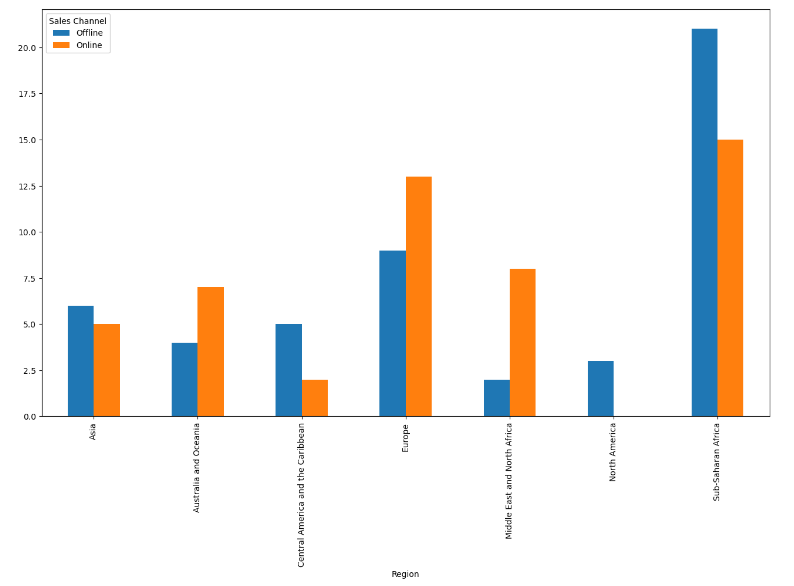 Sales Channel
Offline
Online
20.0
17.5
15.0
12.5
10.0
7.5
5.0
2.5
0.0
Asia
Australia and Oceania
Central America and the Caribbean
Europe
Middle East and North Africa
North America
Sub-Saharan Africa
Region